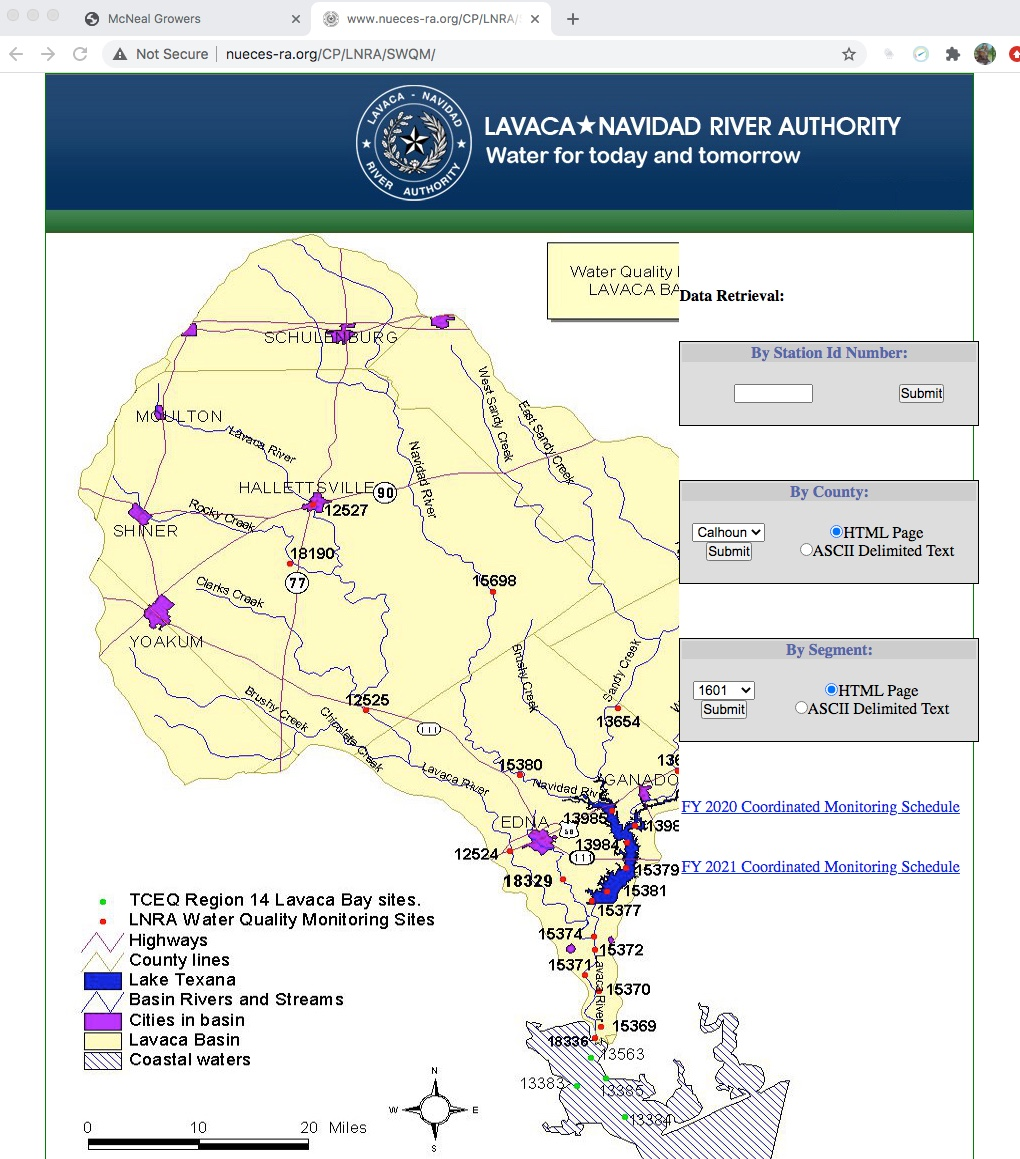 McNeal Growers
www.nueces-ra.org/CP/LNRA/
Not Secure
nueces-ra.org/CP/LNRA/SWQM/
LAVACA - NAVIDAD
RIVER AUTHORITY
LAVACA★NAVIDAD RIVER AUTHORITY
Water for today and tomorrow
Water Quality
LAVACA BA
Data Retrieval:
SCHULENBURG
By Station Id Number:
Submit
West Sandy Creek
East Sandy Creek
MOULTON
Lavaca River
Navidad River
HALLETTSVILLE
90
12527
By County:
Rocky Creek
SHINER
Calhoun
HTML Page
Submit
ASCII Delimited Text
18190
77
15698
Clarks Creek
YOAKUM
Brushy Creek
Sandy Creek
By Segment:
1601
HTML Page
Submit
ASCII Delimited Text
12525
Brushy Creek
Chicolete Creek
13654
111
Lavaca River
15380
136
Navidad Riv
GANADO
FY 2020 Coordinated Monitoring Schedule
EDNA
13985
1398
12524
111
13984
FY 2021 Coordinated Monitoring Schedule
15379
18329
15381
15377
TCEQ Region 14 Lavaca Bay sites.
LNRA Water Quality Monitoring Sites
Highways
County lines
Lake Texana
Basin Rivers and Streams
Cities in basin
Lavaca Basin
Coastal waters
15374
15372
15371
Lavaca River
15370
15369
18336
13563
13383
13385
13384
N
W
E
S
0 10 20 Miles